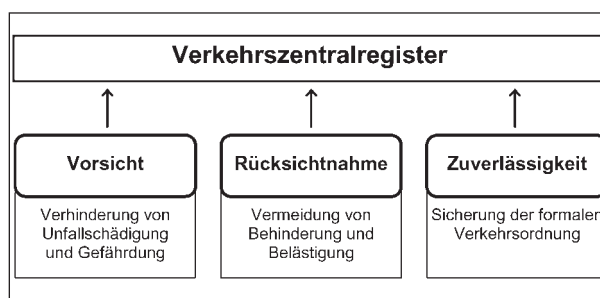 Verkehrszentralregister
Vorsicht
Verhinderung von
Unfallschädigung
und Gefährdung
Rücksichtnahme
Vermeidung von
Behinderung und
Belästigung
Zuverlässigkeit
Sicherung der formalen
Verkehrsordnung